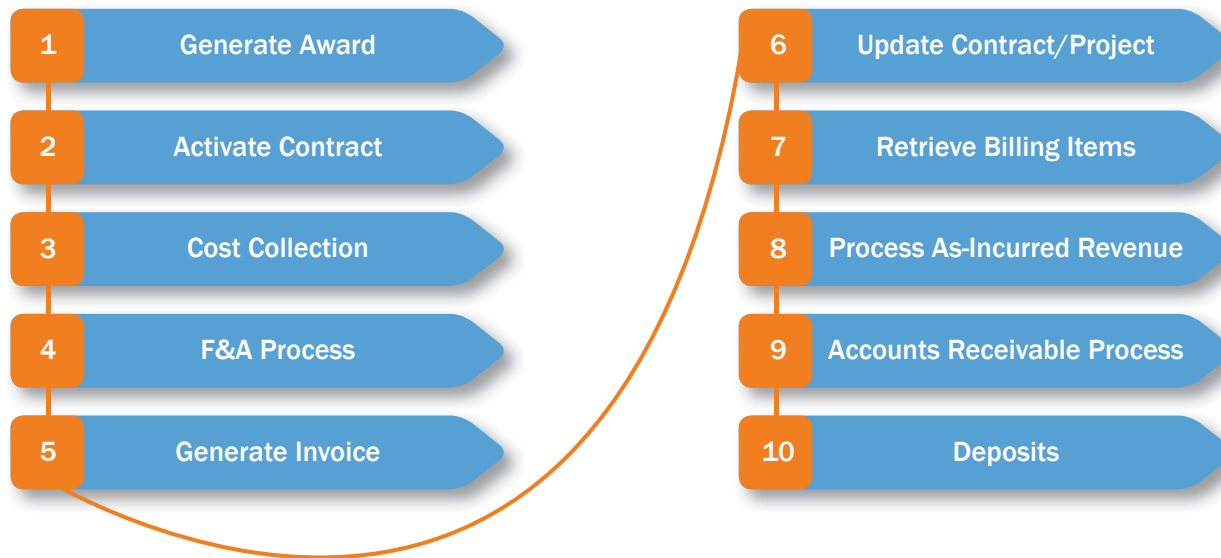 1 Generate Award
2 Activate Contract
3 Cost Collection
4 F&A Process
5 Generate Invoice
6 Update Contract/Project
7 Retrieve Billing Items
8 Process As-Incurred Revenue
9 Accounts Receivable Process
10 Deposits